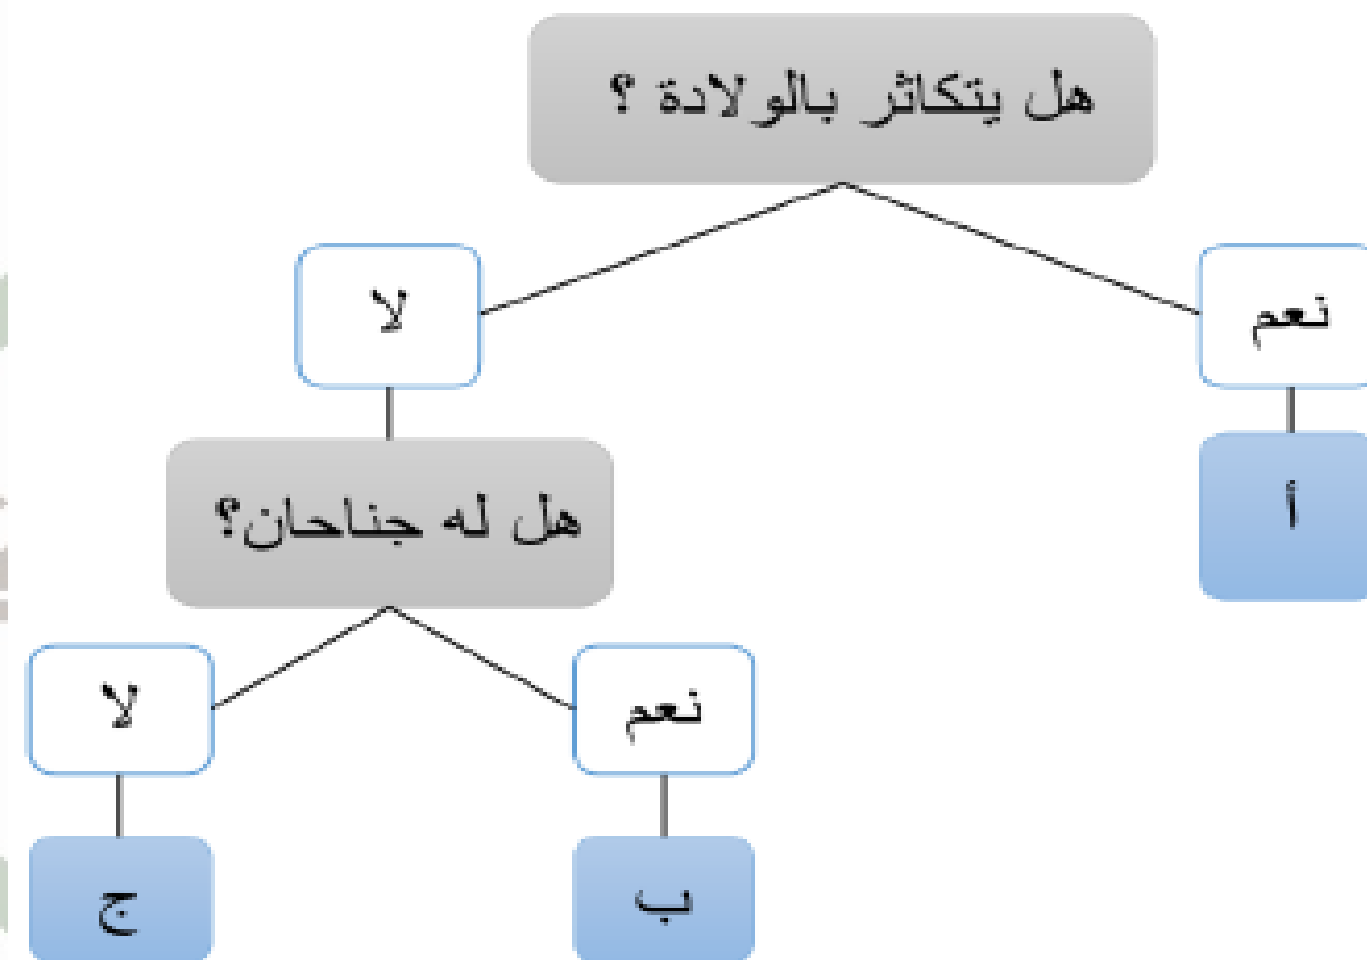 هل يتكاثر بالولادة ؟
نعم
لا
أ
هل له جناحان؟
نعم
لا
ب
ج